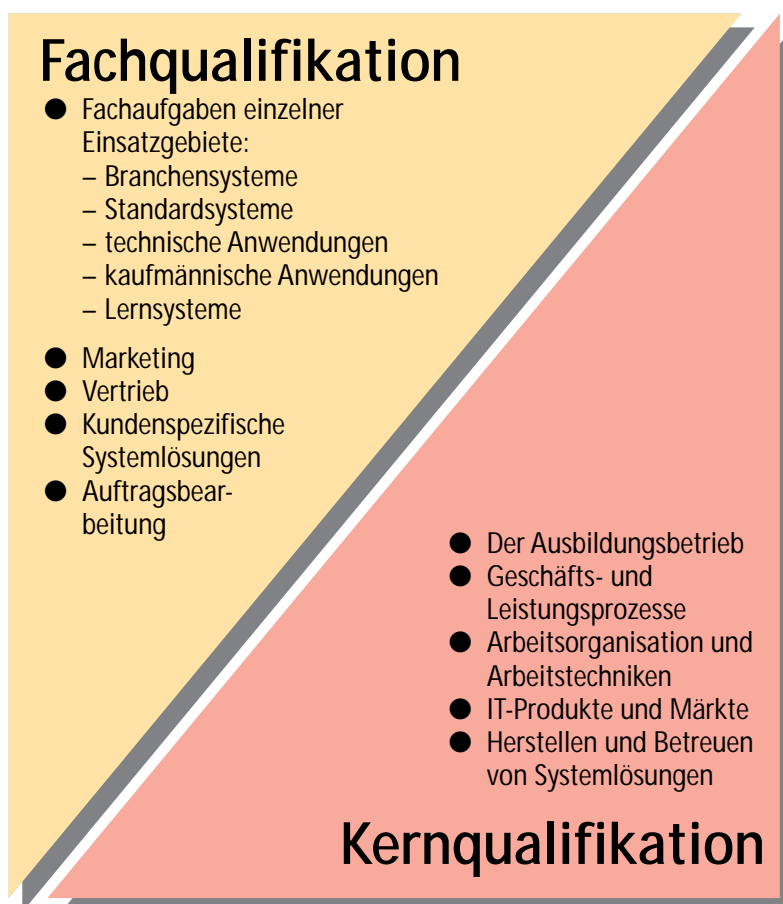 Fachqualifikation
● Fachaufgaben einzelner
Einsatzgebiete:
– Branchensysteme
– Standardsysteme
– technische Anwendungen
– kaufmännische Anwendungen
– Lernsysteme
● Marketing
● Vertrieb
● Kundenspezifische
Systemlösungen
● Auftragsbear-
beitung
● Der Ausbildungsbetrieb
● Geschäfts- und
Leistungsprozesse
● Arbeitsorganisation und
Arbeitstechniken
● IT-Produkte und Märkte
● Herstellen und Betreuen
von Systemlösungen
Kernqualifikation